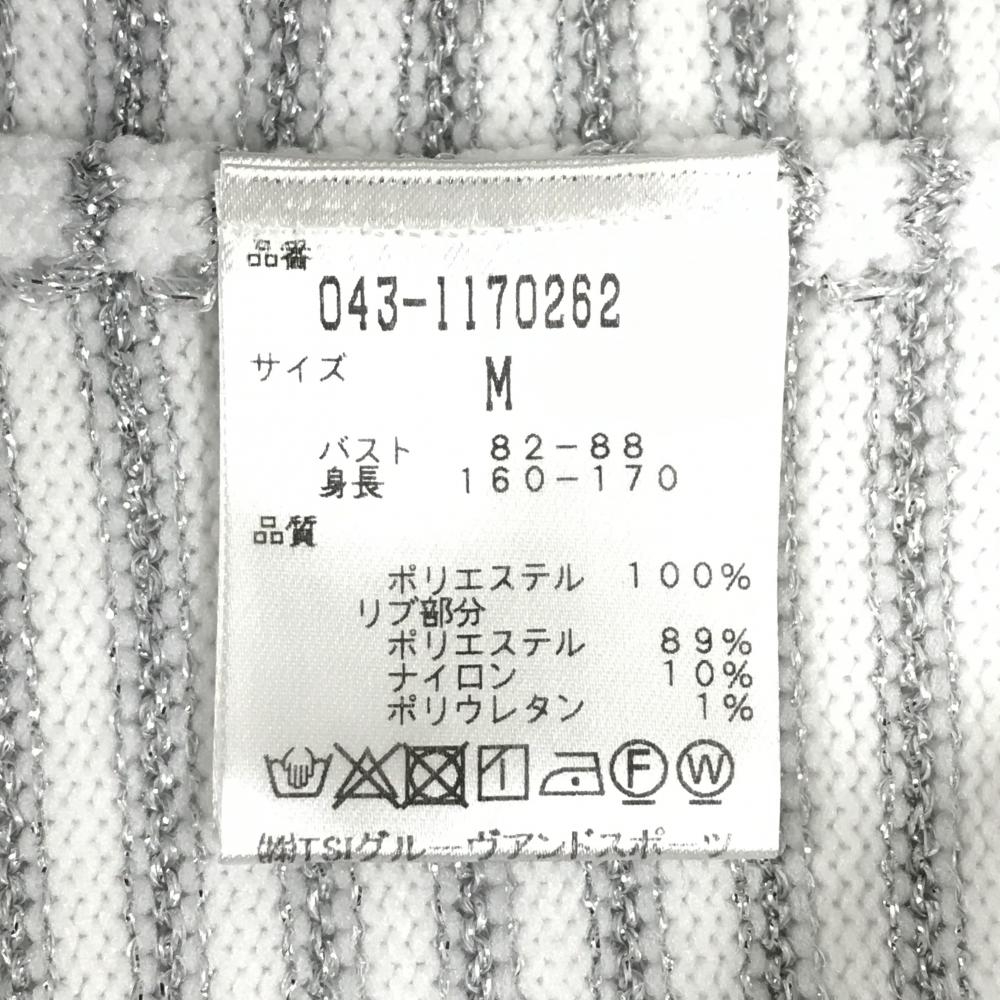 品番
043-1170262
サイズ M
バスト 82-88
身長 160-170
品質
ポリエステル 100%
リブ部分
ポリエステル 89%
ナイロン 10%
ポリウレタン 1%
F W
㈱TSIグルーヴアンドスポーツ